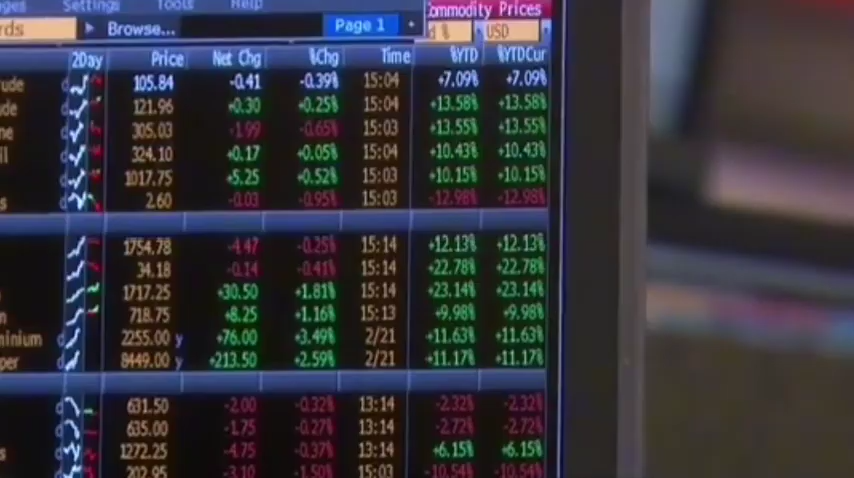 ges Settings Tools Help
rds Browse... Page 1
Commodity Prices
d % USD
2Day Price Net Chg %Chg Time %YTD %YTDCur
ude 105.84 -0.41 -0.39% 15:04 +7.09% +7.09%
de 121.96 +0.30 +0.25% 15:04 +13.58% +13.58%
ne 305.03 -1.99 -0.65% 15:03 +13.55% +13.55%
il 324.10 +0.17 +0.05% 15:04 +10.43% +10.43%
1017.75 +5.25 +0.52% 15:03 +10.15% +10.15%
s 2.60 -0.03 -0.95% 15:03 -12.98% -12.98%
1754.78 -4.47 -0.25% 15:14 +12.13% +12.13%
34.18 -0.14 -0.41% 15:14 +22.78% +22.78%
1717.25 +30.50 +1.81% 15:14 +23.14% +23.14%
n 718.75 +8.25 +1.16% 15:13 +9.98% +9.98%
minium 2255.00 y +76.00 +3.49% 2/21 +11.63% +11.63%
per 8449.00 y +213.50 +2.59% 2/21 +11.17% +11.17%
631.50 -2.00 -0.32% 13:14 -2.32% -2.32%
635.00 -1.75 -0.27% 13:14 -2.72% -2.72%
s 1272.25 -4.75 -0.37% 13:14 +6.15% +6.15%
202.95 -3.10 -1.50% 15:03 -10.54% -10.54%